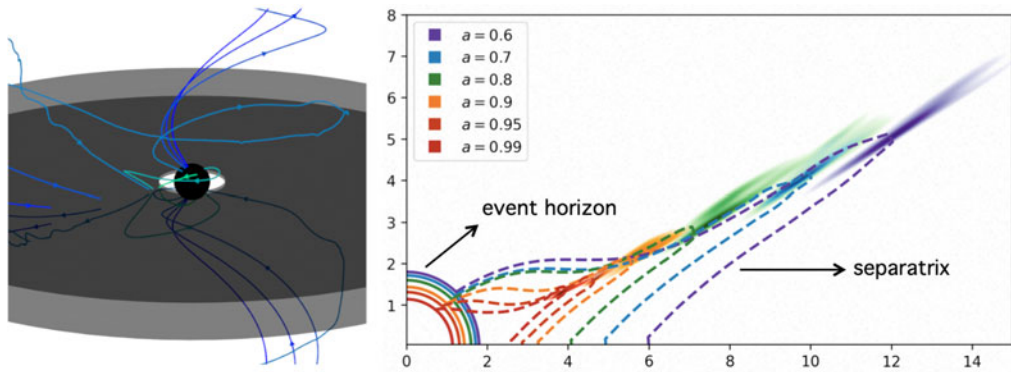 8
7
6
5
4
3
2
1
a = 0.6
a = 0.7
a = 0.8
a = 0.9
a = 0.95
a = 0.99
event horizon
separatrix
0 2 4 6 8 10 12 14